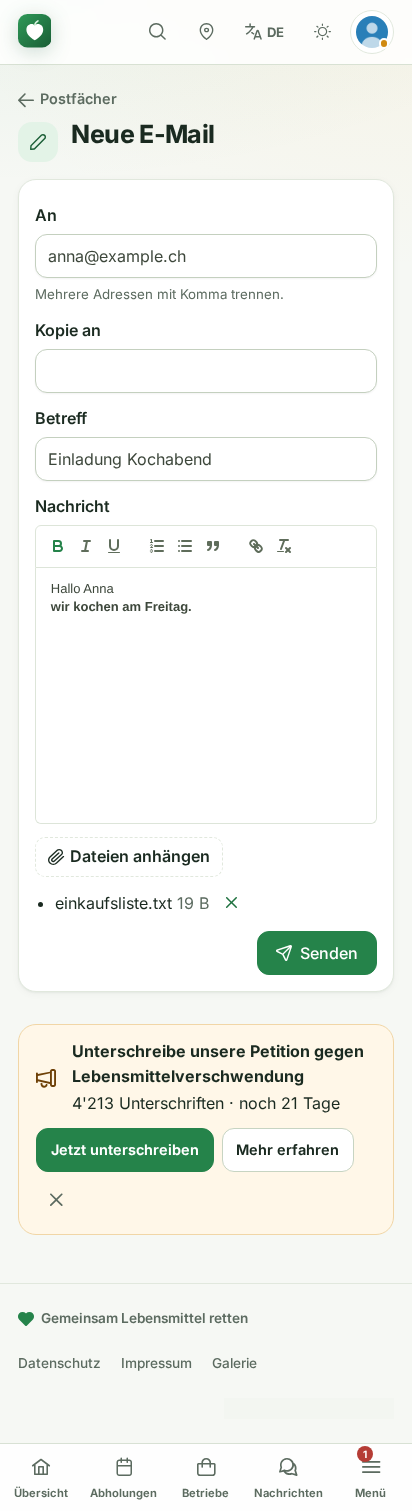 DE
Postfächer
Neue E-Mail
An
anna@example.ch
Mehrere Adressen mit Komma trennen.
Kopie an
Betreff
Einladung Kochabend
Nachricht
Hallo Anna
wir kochen am Freitag.
Dateien anhängen
einkaufsliste.txt 19 B
Senden
Unterschreibe unsere Petition gegen
Lebensmittelverschwendung
4'213 Unterschriften · noch 21 Tage
Jetzt unterschreiben Mehr erfahren
Gemeinsam Lebensmittel retten
Datenschutz Impressum Galerie
1
Übersicht Abholungen Betriebe Nachrichten Menü